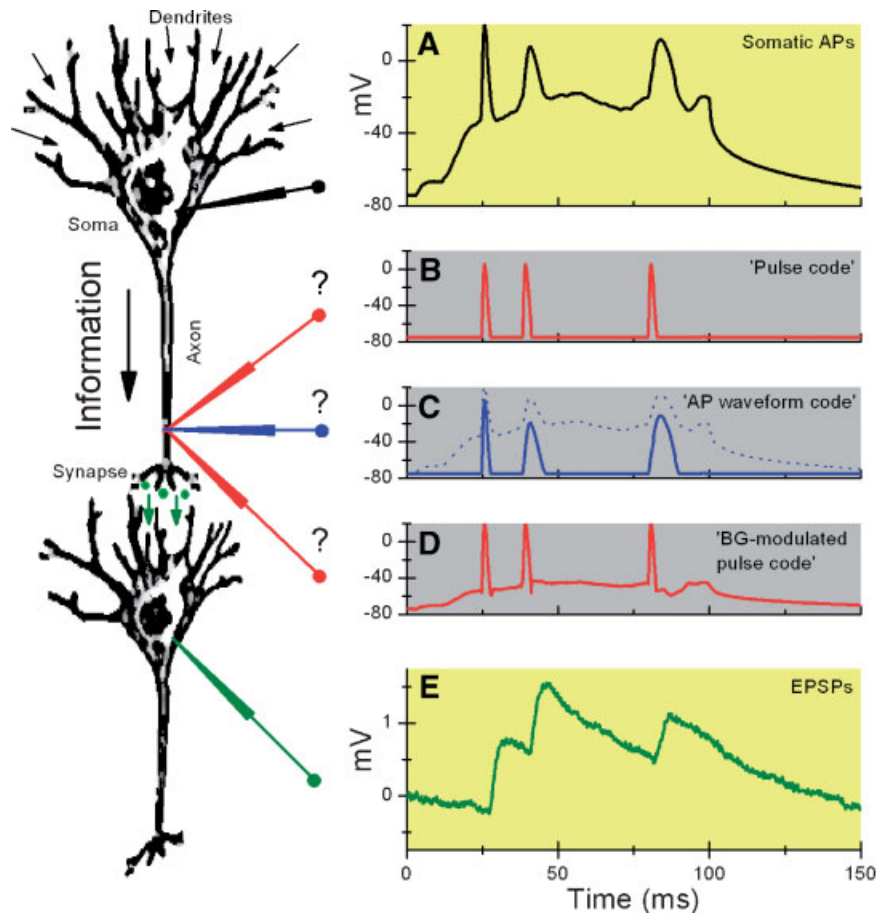 Dendrites
Soma
Information
Axon
Synapse
?
?
?
A
Somatic APs
mV
0
-40
-80
B
'Pulse code'
0
-40
-80
C
'AP waveform code'
0
-40
-80
D
'BG-modulated
pulse code'
0
-40
-80
E
EPSPs
mV
1
0
0
50
100
150
Time (ms)